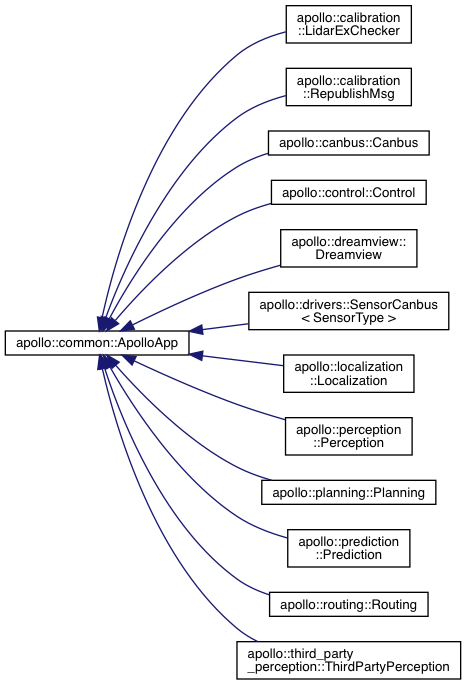 apollo::calibration
::LidarExChecker
apollo::calibration
::RepublishMsg
apollo::canbus::Canbus
apollo::control::Control
apollo::dreamview::
Dreamview
apollo::drivers::SensorCanbus
< SensorType >
apollo::common::ApolloApp
apollo::localization
::Localization
apollo::perception
::Perception
apollo::planning::Planning
apollo::prediction
::Prediction
apollo::routing::Routing
apollo::third_party
_perception::ThirdPartyPerception